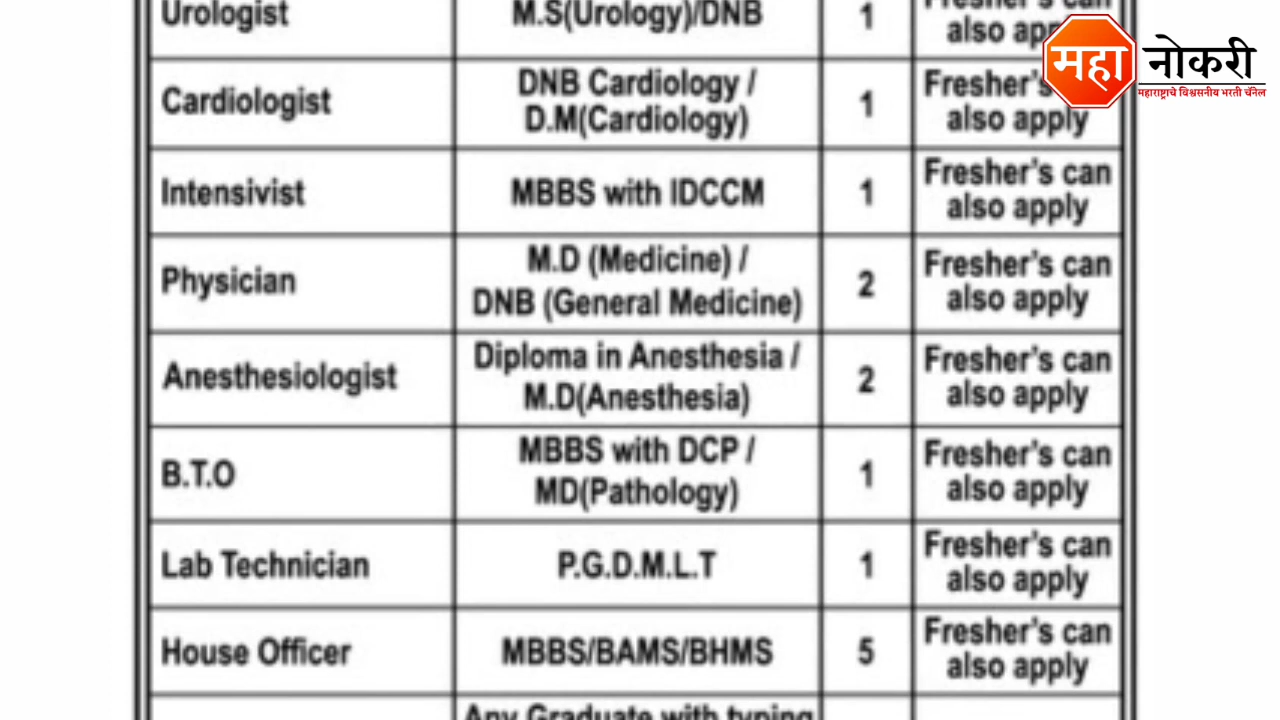 Urologist
M.S(Urology)/DNB
1
Fresher's can
also apply
महा नोकरी
महाराष्ट्राचे विश्वसनीय भरती चॅनेल
Cardiologist
DNB Cardiology /
D.M(Cardiology)
1
Fresher's
also apply
Intensivist
MBBS with IDCCM
1
Fresher's can
also apply
Physician
M.D (Medicine) /
DNB (General Medicine)
2
Fresher's can
also apply
Anesthesiologist
Diploma in Anesthesia /
M.D(Anesthesia)
2
Fresher's can
also apply
B.T.O
MBBS with DCP /
MD(Pathology)
1
Fresher's can
also apply
Lab Technician
P.G.D.M.L.T
1
Fresher's can
also apply
House Officer
MBBS/BAMS/BHMS
5
Fresher's can
also apply
Any Graduate with typing